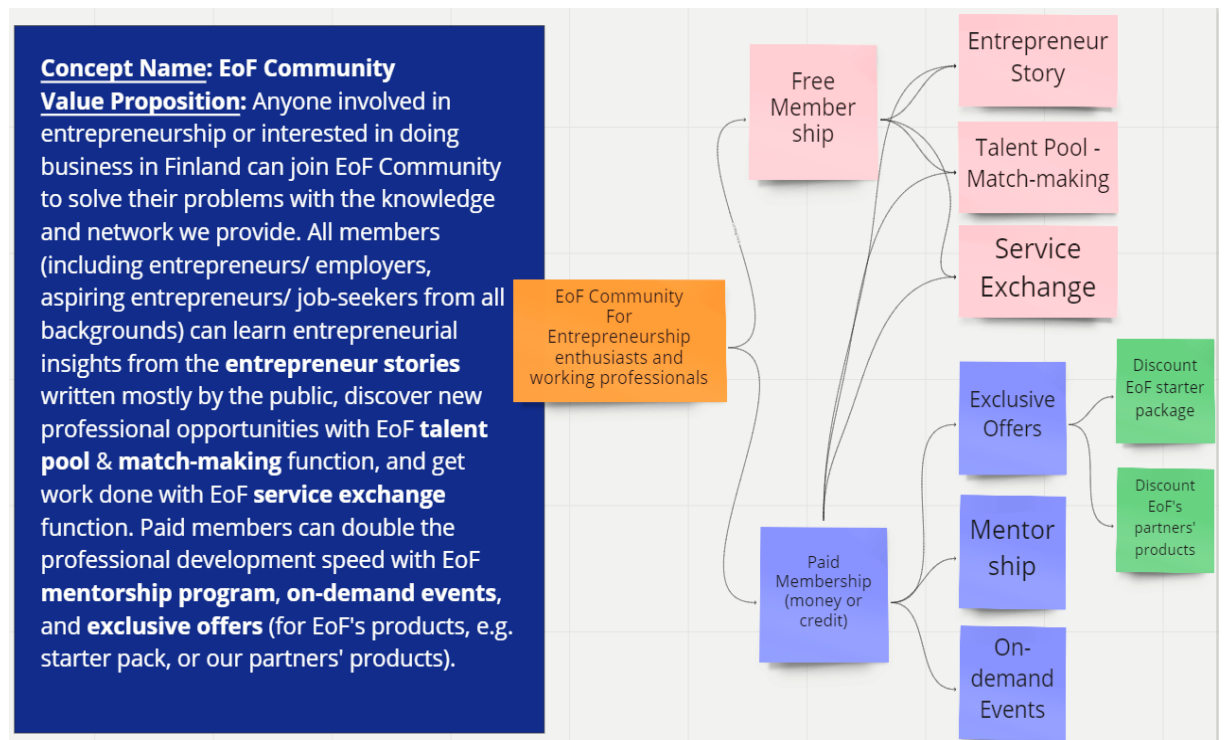 Concept Name: EoF Community
Value Proposition: Anyone involved in
entrepreneurship or interested in doing
business in Finland can join EoF Community
to solve their problems with the knowledge
and network we provide. All members
(including entrepreneurs/ employers,
aspiring entrepreneurs/ job-seekers from all
backgrounds) can learn entrepreneurial
insights from the entrepreneur stories
written mostly by the public, discover new
professional opportunities with EoF talent
pool & match-making function, and get
work done with EoF service exchange
function. Paid members can double the
professional development speed with EoF
mentorship program, on-demand events,
and exclusive offers (for EoF's products, e.g.
starter pack, or our partners' products).
EoF Community
For
Entrepreneurship
enthusiasts and
working professionals
Free
Member
ship
Entrepreneur
Story
Talent Pool -
Match-making
Service
Exchange
Paid
Membership
(money or
credit)
Exclusive
Offers
Mentor
ship
On-
demand
Events
Discount
EoF starter
package
Discount
EoF's
partners'
products